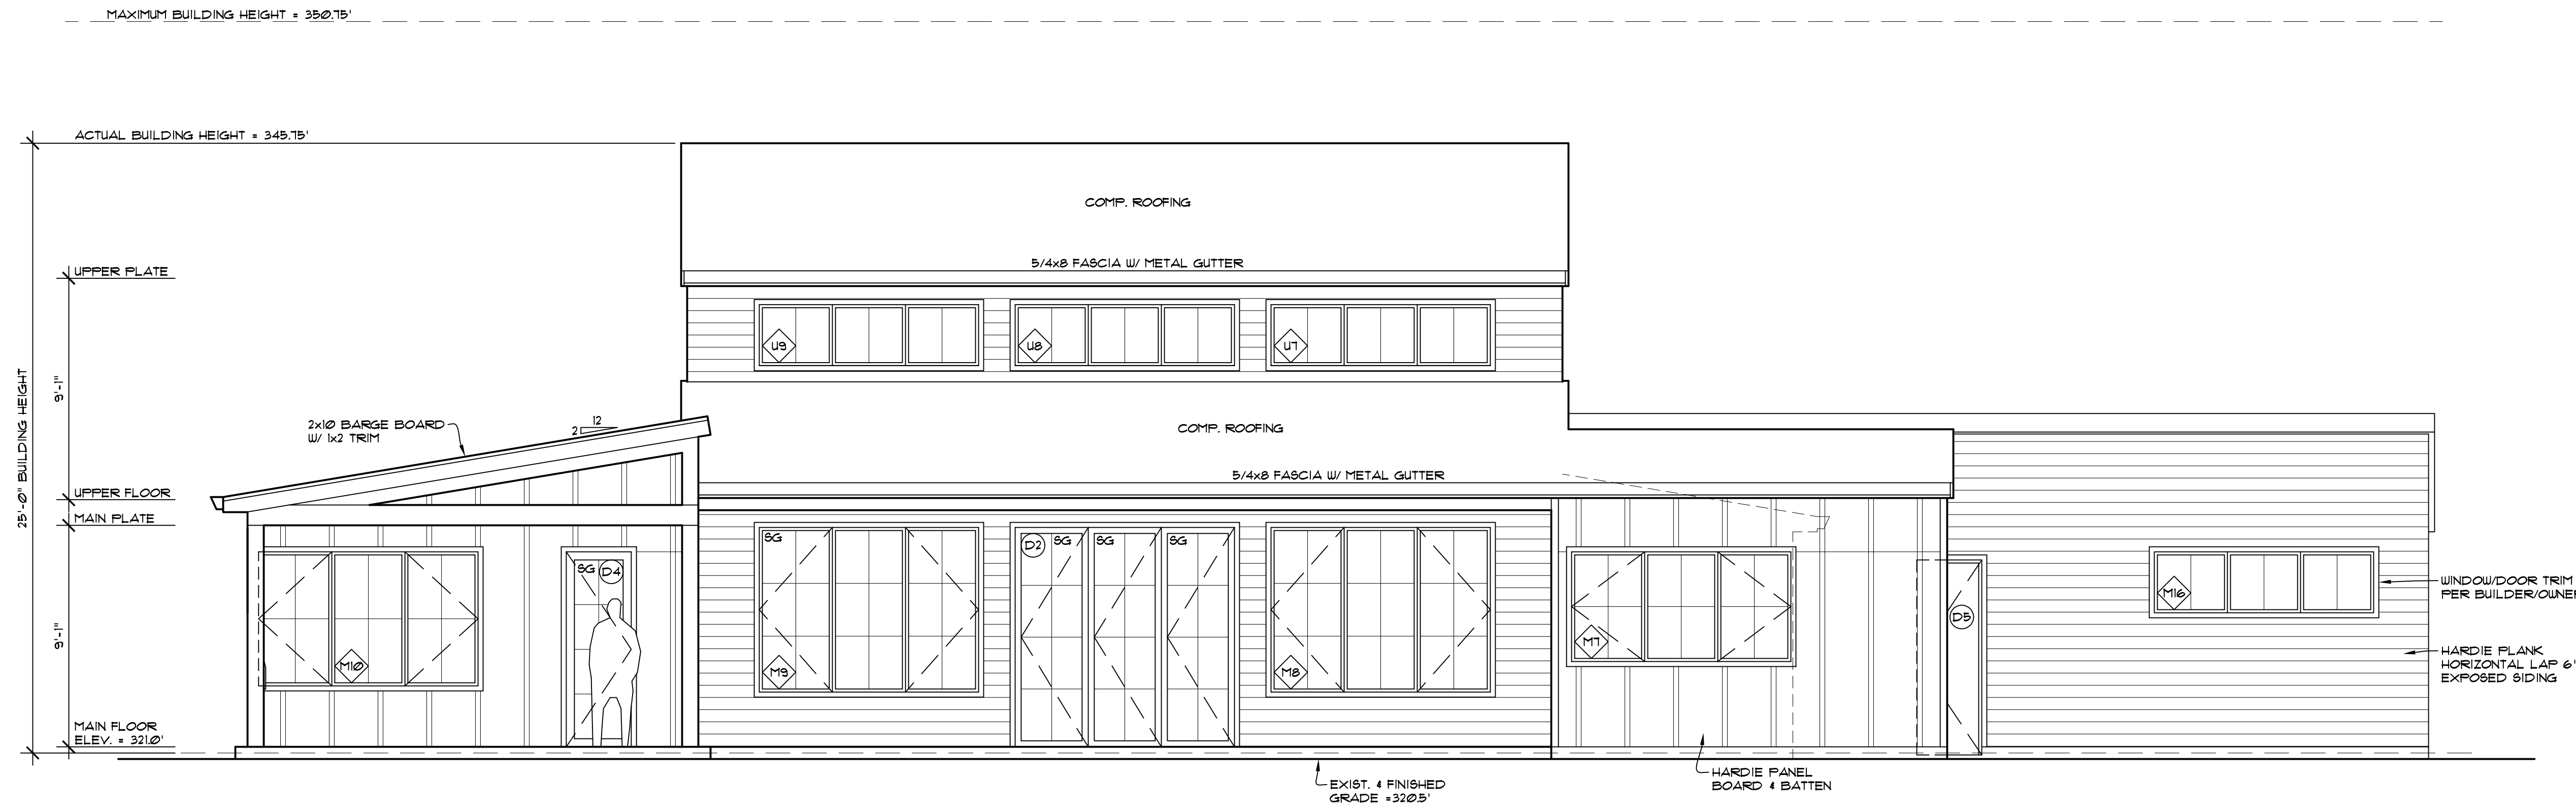 MAXIMUM BUILDING HEIGHT = 350.75'
ACTUAL BUILDING HEIGHT = 345.75'
COMP. ROOFING
5/4x8 FASCIA W/ METAL GUTTER
UPPER PLATE
U9
U8
U7
25'-0" BUILDING HEIGHT
9'-1"
2x10 BARGE BOARD
W/ 1x2 TRIM
12
2
COMP. ROOFING
5/4x8 FASCIA W/ METAL GUTTER
UPPER FLOOR
MAIN PLATE
9'-1"
SG
D4
M10
SG
M9
D2
SG
SG
SG
M8
M7
D5
M16
WINDOW/DOOR TRIM
PER BUILDER/OWNER
HARDIE PLANK
HORIZONTAL LAP 6"
EXPOSED SIDING
MAIN FLOOR
ELEV. = 321.0'
EXIST. & FINISHED
GRADE =320.5'
HARDIE PANEL
BOARD & BATTEN